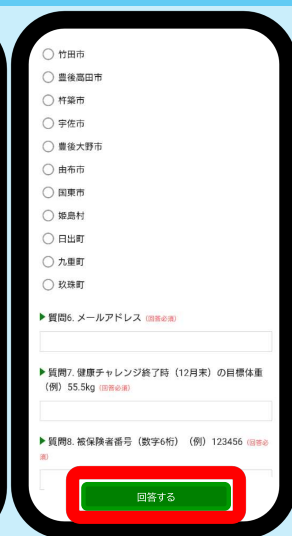 竹田市
豊後高田市
杵築市
宇佐市
豊後大野市
由布市
国東市
姫島村
日出町
九重町
玖珠町
▶質問6. メールアドレス (回答必須)
▶質問7. 健康チャレンジ終了時（12月末）の目標体重
（例）55.5kg (回答必須)
▶質問8. 被保険者番号（数字6桁）（例）123456 (回答必
須)
回答する